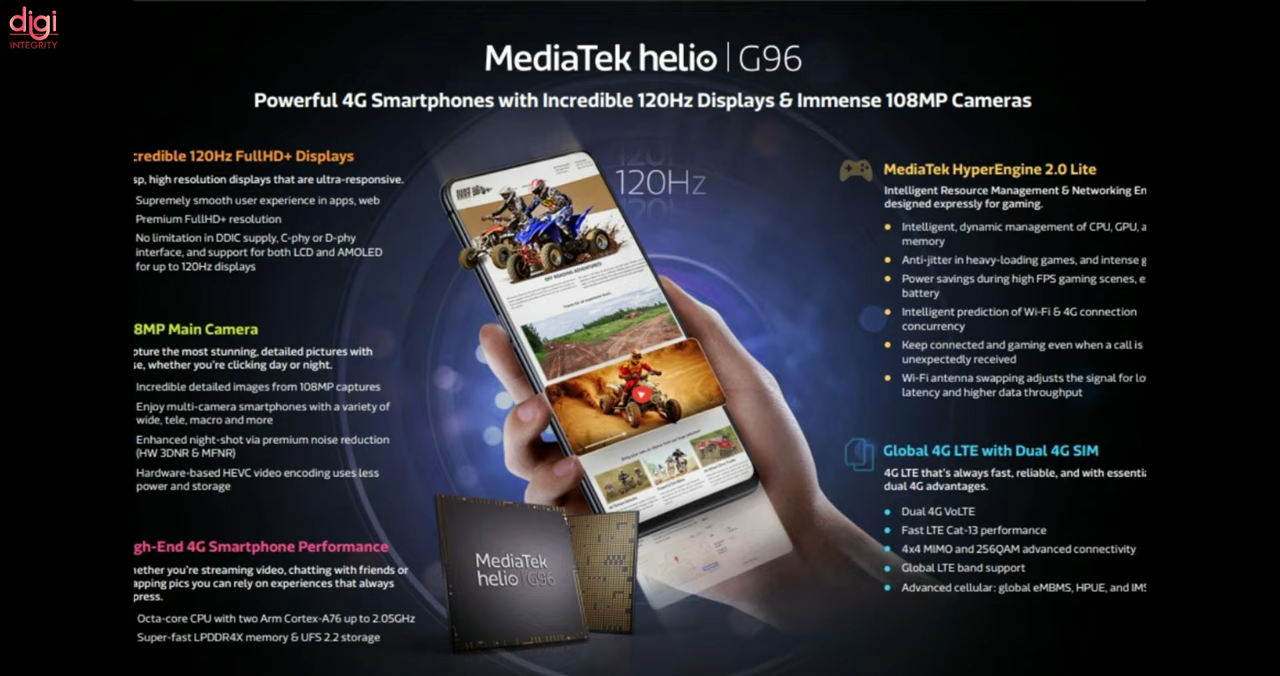 digi
INTEGRITY
MediaTek helio | G96
Powerful 4G Smartphones with Incredible 120Hz Displays & Immense 108MP Cameras
credible 120Hz FullHD+ Displays
sp, high resolution displays that are ultra-responsive.
Supremely smooth user experience in apps, web
Premium FullHD+ resolution
No limitation in DDIC supply, C-phy or D-phy
interface, and support for both LCD and AMOLED
for up to 120Hz displays
8MP Main Camera
pture the most stunning, detailed pictures with
se, whether you're clicking day or night.
Incredible detailed images from 108MP captures
Enjoy multi-camera smartphones with a variety of
wide, tele, macro and more
Enhanced night-shot via premium noise reduction
(HW 3DNR & MFNR)
Hardware-based HEVC video encoding uses less
power and storage
gh-End 4G Smartphone Performance
hether you're streaming video, chatting with friends or
apping pics you can rely on experiences that always
press.
Octa-core CPU with two Arm Cortex-A76 up to 2.05GHz
Super-fast LPDDR4X memory & UFS 2.2 storage
120Hz
120Hz
120Hz
OFF ROADING ADVENTURES!
MediaTek
helio | G96
MediaTek HyperEngine 2.0 Lite
Intelligent Resource Management & Networking En
designed expressly for gaming.
Intelligent, dynamic management of CPU, GPU, a
memory
Anti-jitter in heavy-loading games, and intense g
Power savings during high FPS gaming scenes, e
battery
Intelligent prediction of Wi-Fi & 4G connection
concurrency
Keep connected and gaming even when a call is
unexpectedly received
Wi-Fi antenna swapping adjusts the signal for lo
latency and higher data throughput
Global 4G LTE with Dual 4G SIM
4G LTE that's always fast, reliable, and with essentia
dual 4G advantages.
Dual 4G VoLTE
Fast LTE Cat-13 performance
4x4 MIMO and 256QAM advanced connectivity
Global LTE band support
Advanced cellular: global eMBMS, HPUE, and IMS